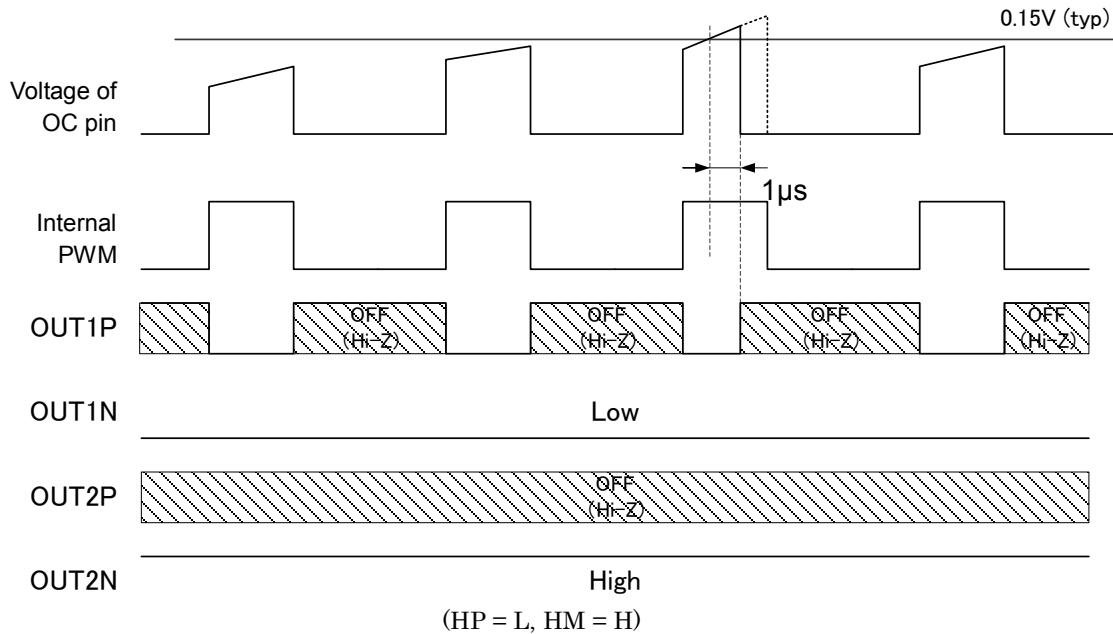 0.15V (typ)
Voltage of
OC pin
1μs
Internal
PWM
OUT1P
OFF
(Hi-Z)
OFF
(Hi-Z)
OFF
(Hi-Z)
OFF
(Hi-Z)
OUT1N
Low
OUT2P
OFF
(Hi-Z)
OUT2N
High
(HP = L, HM = H)